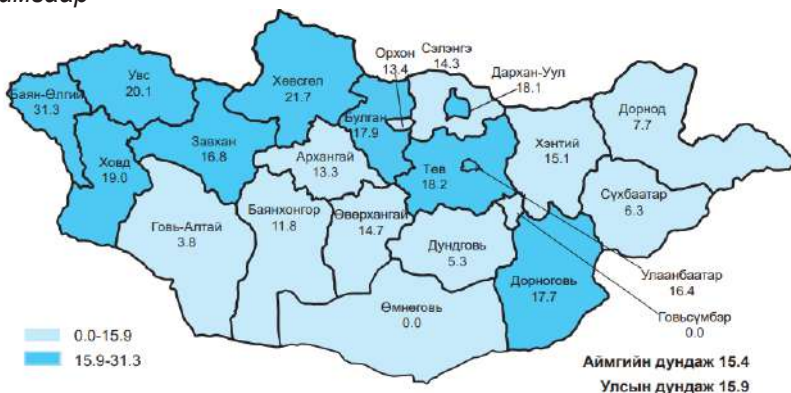 Увс
20.1
Баян-Өлгий
31.3
Ховд
19.0
Завхан
16.8
Хөвсгөл
21.7
Орхон
13.4
Сэлэнгэ
14.3
Дархан-Уул
18.1
Булган
17.9
Архангай
13.3
Төв
18.2
Хэнтий
15.1
Дорнод
7.7
Сүхбаатар
6.3
Говь-Алтай
3.8
Баянхонгор
11.8
Өвөрхангай
14.7
Дундговь
5.3
Дорноговь
17.7
Өмнөговь
0.0
Улаанбаатар
16.4
Говьсүмбэр
0.0
0.0-15.9
15.9-31.3
Аймгийн дундаж 15.4
Улсын дундаж 15.9